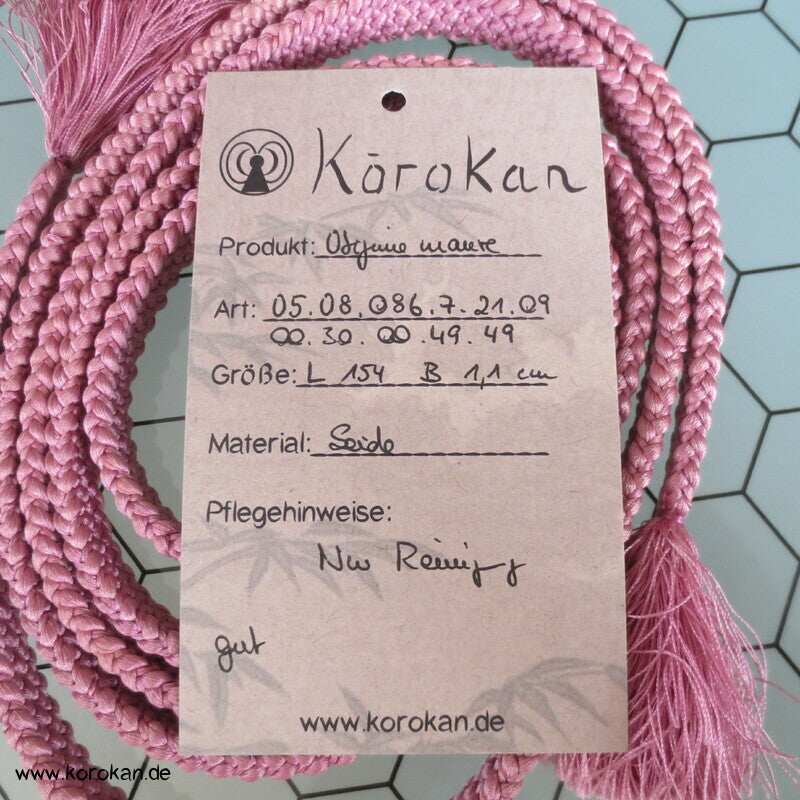 Kōrokan
Produkt: Obijime mauve
Art: 05.08.086.7.21.09
00.30.00.49.49
Größe: L 154 B 1,1 cm
Material: Seide
Pflegehinweise:
Nur Reinigung
gut
www.korokan.de
www.korokan.de